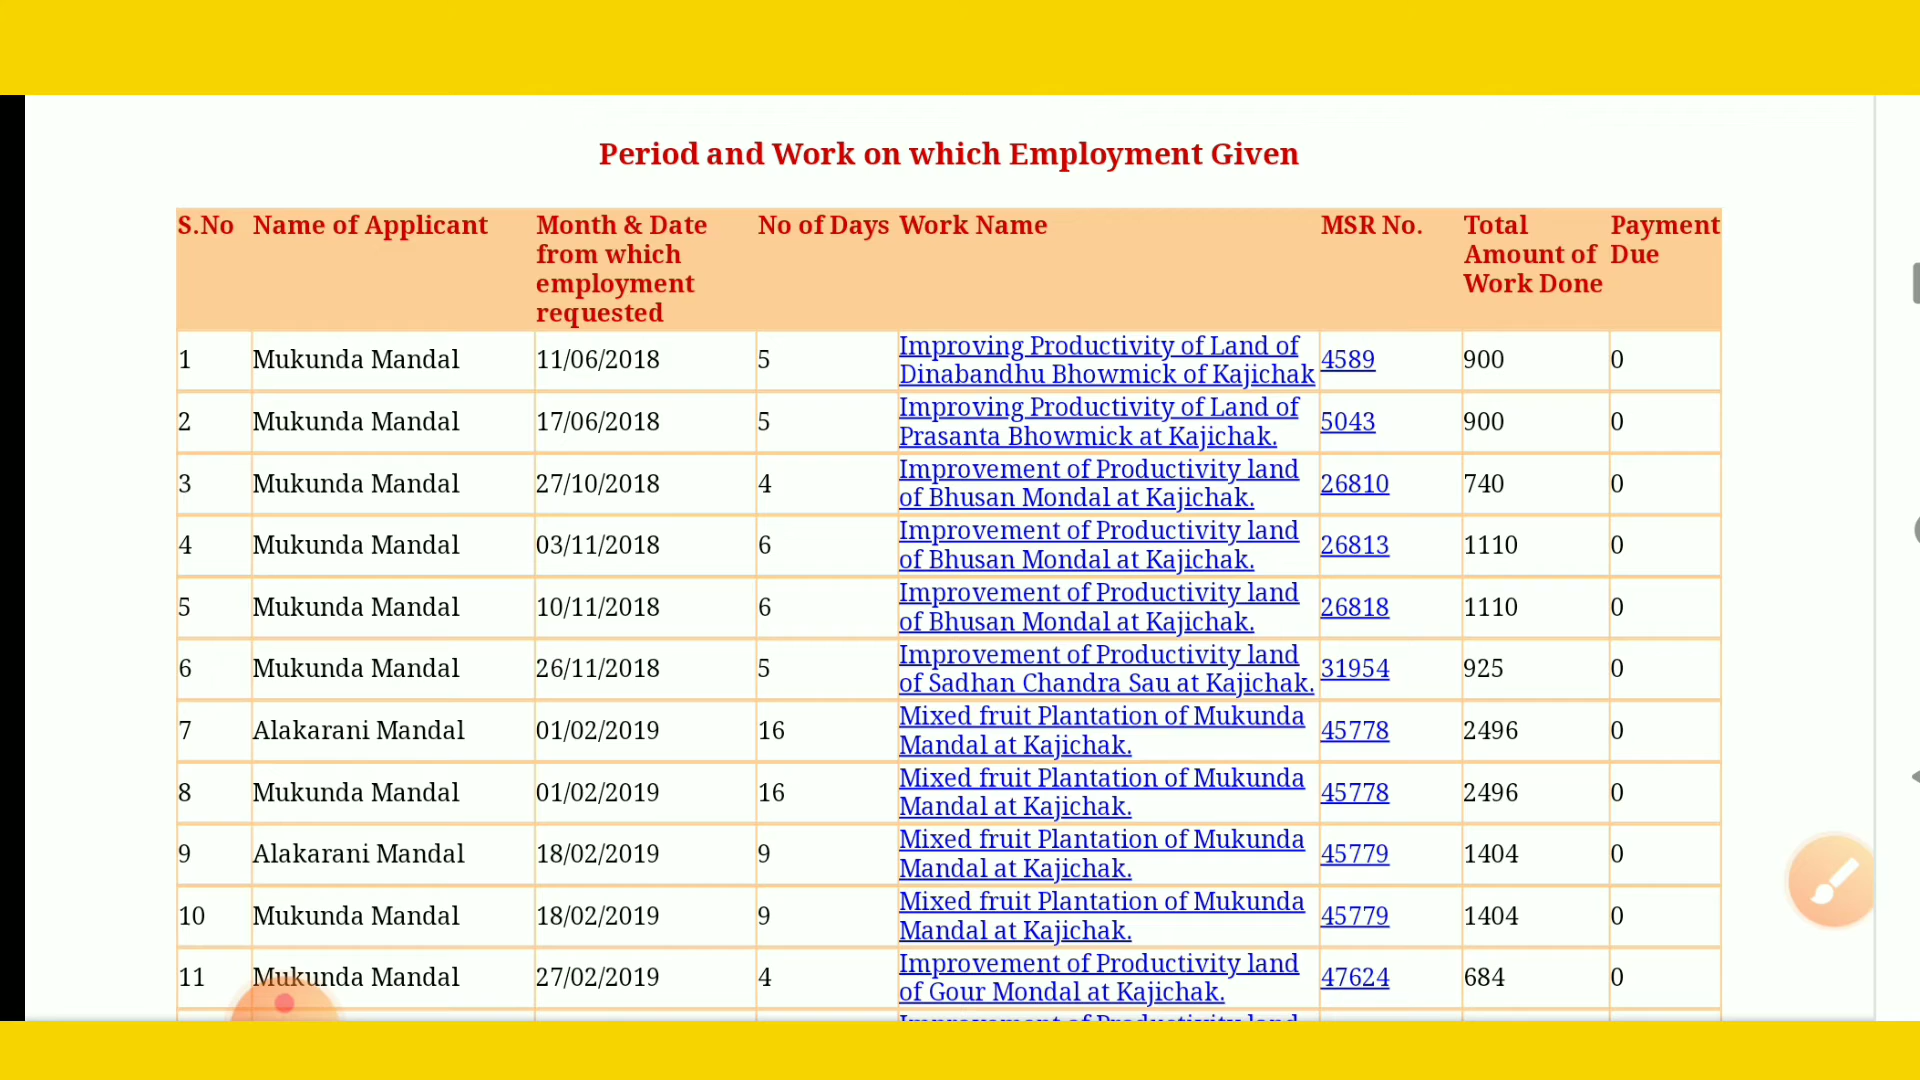 Period and Work on which Employment Given
S.No Name of Applicant Month & Date from which employment requested No of Days Work Name MSR No. Total Amount of Work Done Payment Due
1 Mukunda Mandal 11/06/2018 5 Improving Productivity of Land of Dinabandhu Bhowmick of Kajichak 4589 900 0
2 Mukunda Mandal 17/06/2018 5 Improving Productivity of Land of Prasanta Bhowmick at Kajichak. 5043 900 0
3 Mukunda Mandal 27/10/2018 4 Improvement of Productivity land of Bhusan Mondal at Kajichak. 26810 740 0
4 Mukunda Mandal 03/11/2018 6 Improvement of Productivity land of Bhusan Mondal at Kajichak. 26813 1110 0
5 Mukunda Mandal 10/11/2018 6 Improvement of Productivity land of Bhusan Mondal at Kajichak. 26818 1110 0
6 Mukunda Mandal 26/11/2018 5 Improvement of Productivity land of Sadhan Chandra Sau at Kajichak. 31954 925 0
7 Alakarani Mandal 01/02/2019 16 Mixed fruit Plantation of Mukunda Mandal at Kajichak. 45778 2496 0
8 Mukunda Mandal 01/02/2019 16 Mixed fruit Plantation of Mukunda Mandal at Kajichak. 45778 2496 0
9 Alakarani Mandal 18/02/2019 9 Mixed fruit Plantation of Mukunda Mandal at Kajichak. 45779 1404 0
10 Mukunda Mandal 18/02/2019 9 Mixed fruit Plantation of Mukunda Mandal at Kajichak. 45779 1404 0
11 Mukunda Mandal 27/02/2019 4 Improvement of Productivity land of Gour Mondal at Kajichak. 47624 684 0